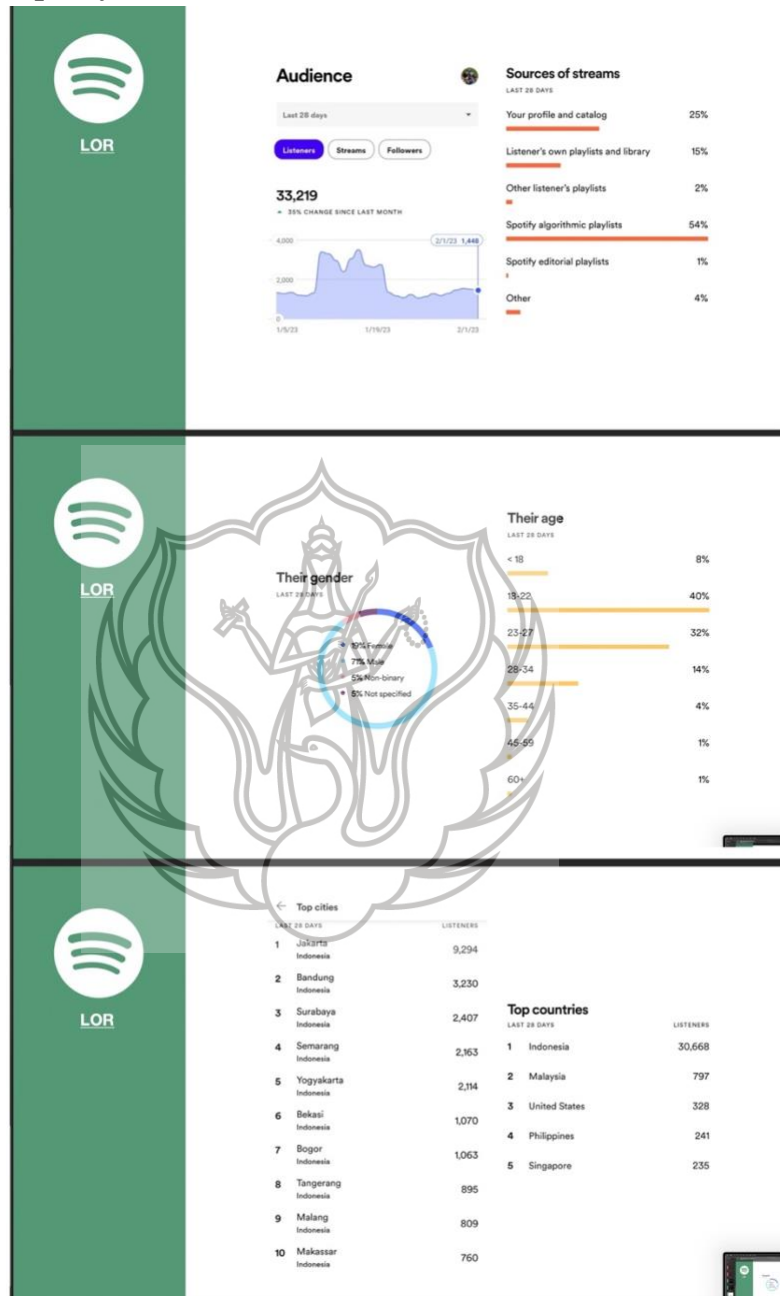 LOR
Audience
Last 28 days
Listeners Streams Followers
33,219
35% CHANGE SINCE LAST MONTH
4,000
2/1/23 1,448
2,000
0
1/5/23 1/19/23 2/1/23
Sources of streams
LAST 28 DAYS
Your profile and catalog 25%
Listener's own playlists and library 15%
Other listener's playlists 2%
Spotify algorithmic playlists 54%
Spotify editorial playlists 1%
Other 4%
LOR
Their gender
LAST 28 DAYS
19% Female
71% Male
5% Non-binary
5% Not specified
Their age
LAST 28 DAYS
< 18 8%
18-22 40%
23-27 32%
28-34 14%
35-44 4%
45-59 1%
60+ 1%
LOR
Top cities
LAST 28 DAYS LISTENERS
1 Jakarta 9,294
Indonesia
2 Bandung 3,230
Indonesia
3 Surabaya 2,407
Indonesia
4 Semarang 2,163
Indonesia
5 Yogyakarta 2,114
Indonesia
6 Bekasi 1,070
Indonesia
7 Bogor 1,063
Indonesia
8 Tangerang 895
Indonesia
9 Malang 809
Indonesia
10 Makassar 760
Indonesia
Top countries
LAST 28 DAYS LISTENERS
1 Indonesia 30,668
2 Malaysia 797
3 United States 328
4 Philippines 241
5 Singapore 235